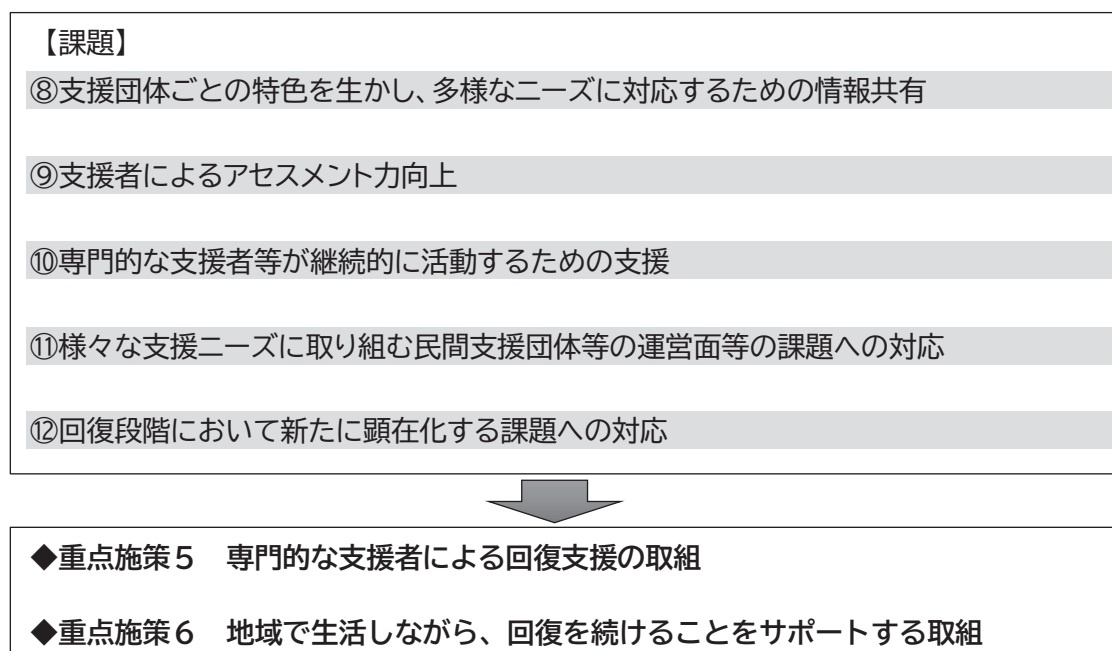 【課題】
⑧支援団体ごとの特色を生かし、多様なニーズに対応するための情報共有
⑨支援者によるアセスメント力向上
⑩専門的な支援者等が継続的に活動するための支援
⑪様々な支援ニーズに取り組む民間支援団体等の運営面等の課題への対応
⑫回復段階において新たに顕在化する課題への対応
◆重点施策５　専門的な支援者による回復支援の取組
◆重点施策６　地域で生活しながら、回復を続けることをサポートする取組